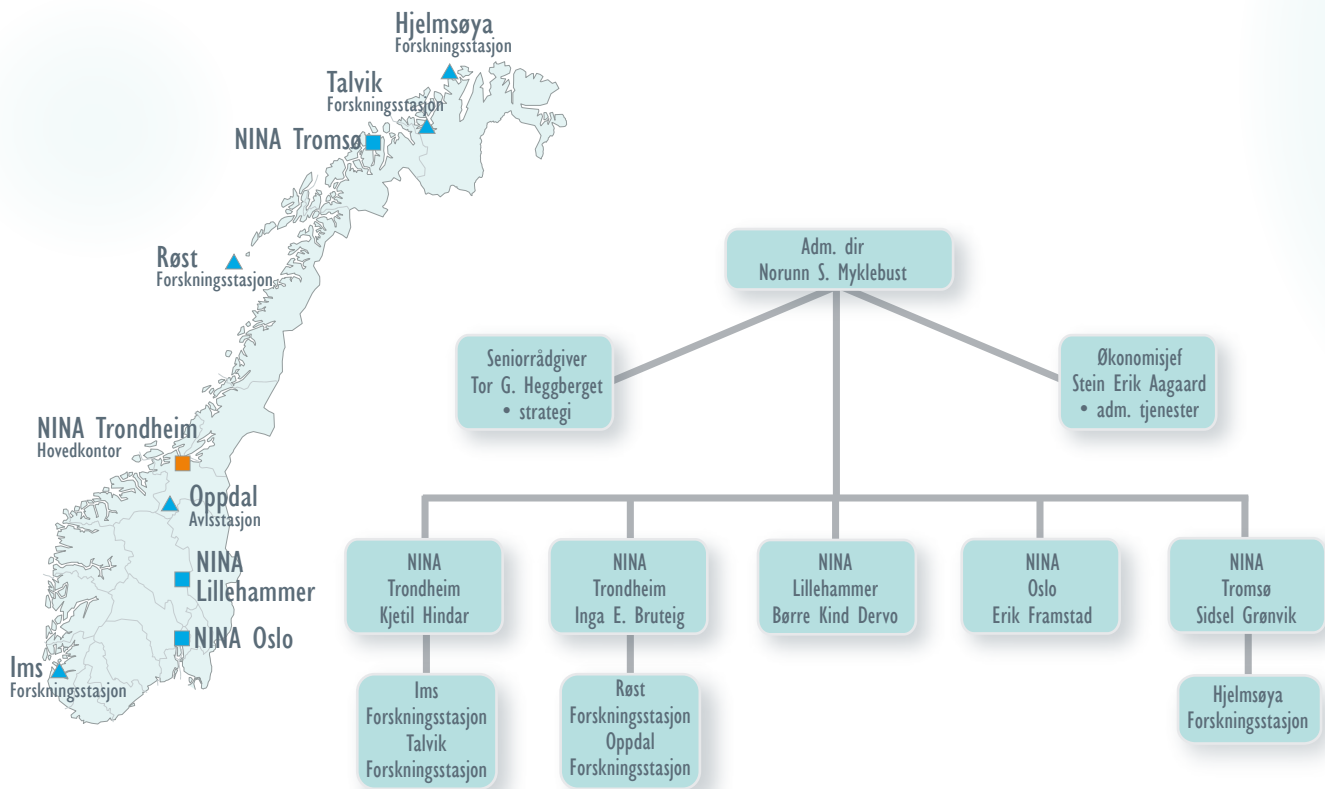 Hjelmsøya
Forskningsstasjon
Talvik
Forskningsstasjon
NINA Tromsø
Røst
Forskningsstasjon
NINA Trondheim
Hovedkontor
Oppdal
Avlsstasjon
NINA
Lillehammer
NINA Oslo
Ims
Forskningsstasjon
Adm. dir
Norunn S. Myklebust
Seniorrådgiver
Tor G. Heggberget
• strategi
Økonomisjef
Stein Erik Aagaard
• adm. tjenester
NINA
Trondheim
Kjetil Hindar
NINA
Trondheim
Inga E. Bruteig
NINA
Lillehammer
Børre Kind Dervo
NINA
Oslo
Erik Framstad
NINA
Tromsø
Sidsel Grønvik
Ims
Forskningsstasjon
Talvik
Forskningsstasjon
Røst
Forskningsstasjon
Oppdal
Forskningsstasjon
Hjelmsøya
Forskningsstasjon